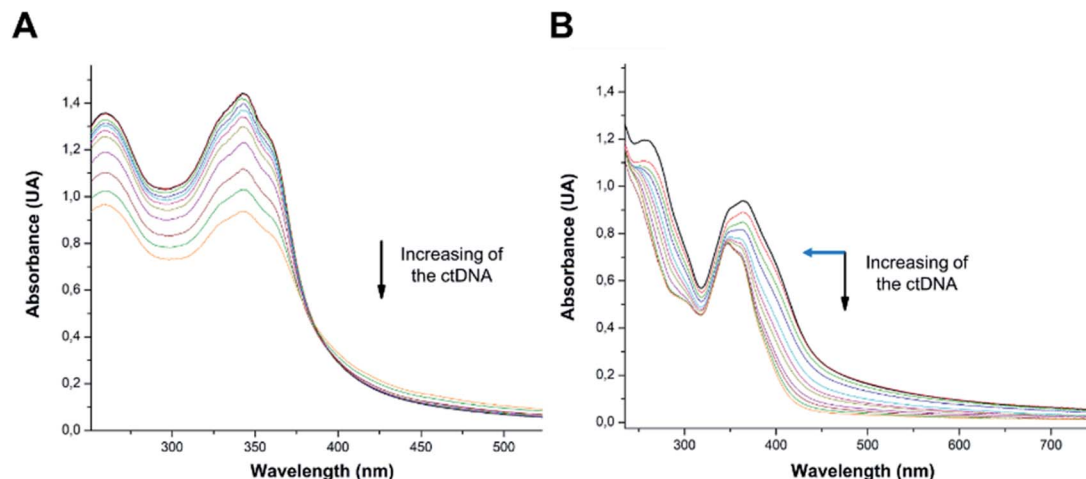 A
B
1,4
1,2
1,0
0,8
0,6
0,4
0,2
0,0
Absorbance (UA)
300
350
400
450
500
Wavelength (nm)
Increasing of
the ctDNA
1,4
1,2
1,0
0,8
0,6
0,4
0,2
0,0
Absorbance (UA)
300
400
500
600
700
Wavelength (nm)
Increasing of
the ctDNA